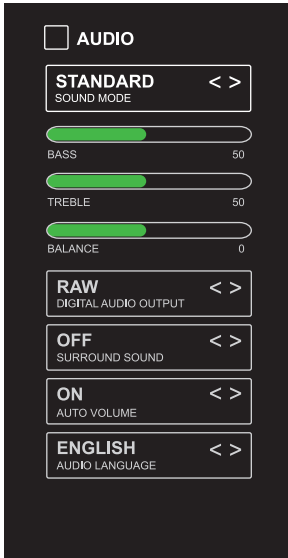 AUDIO
STANDARD < >
SOUND MODE
BASS 50
TREBLE 50
BALANCE 0
RAW < >
DIGITAL AUDIO OUTPUT
OFF < >
SURROUND SOUND
ON < >
AUTO VOLUME
ENGLISH < >
AUDIO LANGUAGE